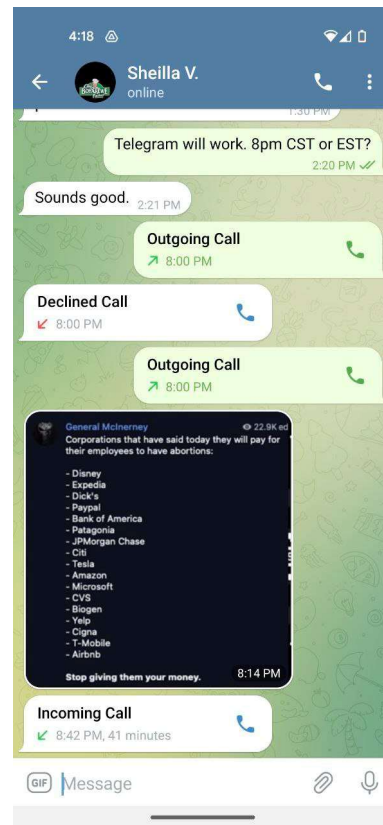 4:18
Sheilla V.
online
1:30 PM
Telegram will work. 8pm CST or EST?
2:20 PM
Sounds good. 2:21 PM
Outgoing Call
8:00 PM
Declined Call
8:00 PM
Outgoing Call
8:00 PM
General McInerney 22.9K ed
Corporations that have said today they will pay for
their employees to have abortions:
- Disney
- Expedia
- Dick's
- Paypal
- Bank of America
- Patagonia
- JPMorgan Chase
- Citi
- Tesla
- Amazon
- Microsoft
- CVS
- Biogen
- Yelp
- Cigna
- T-Mobile
- Airbnb
Stop giving them your money.
8:14 PM
Incoming Call
8:42 PM, 41 minutes
GIF Message